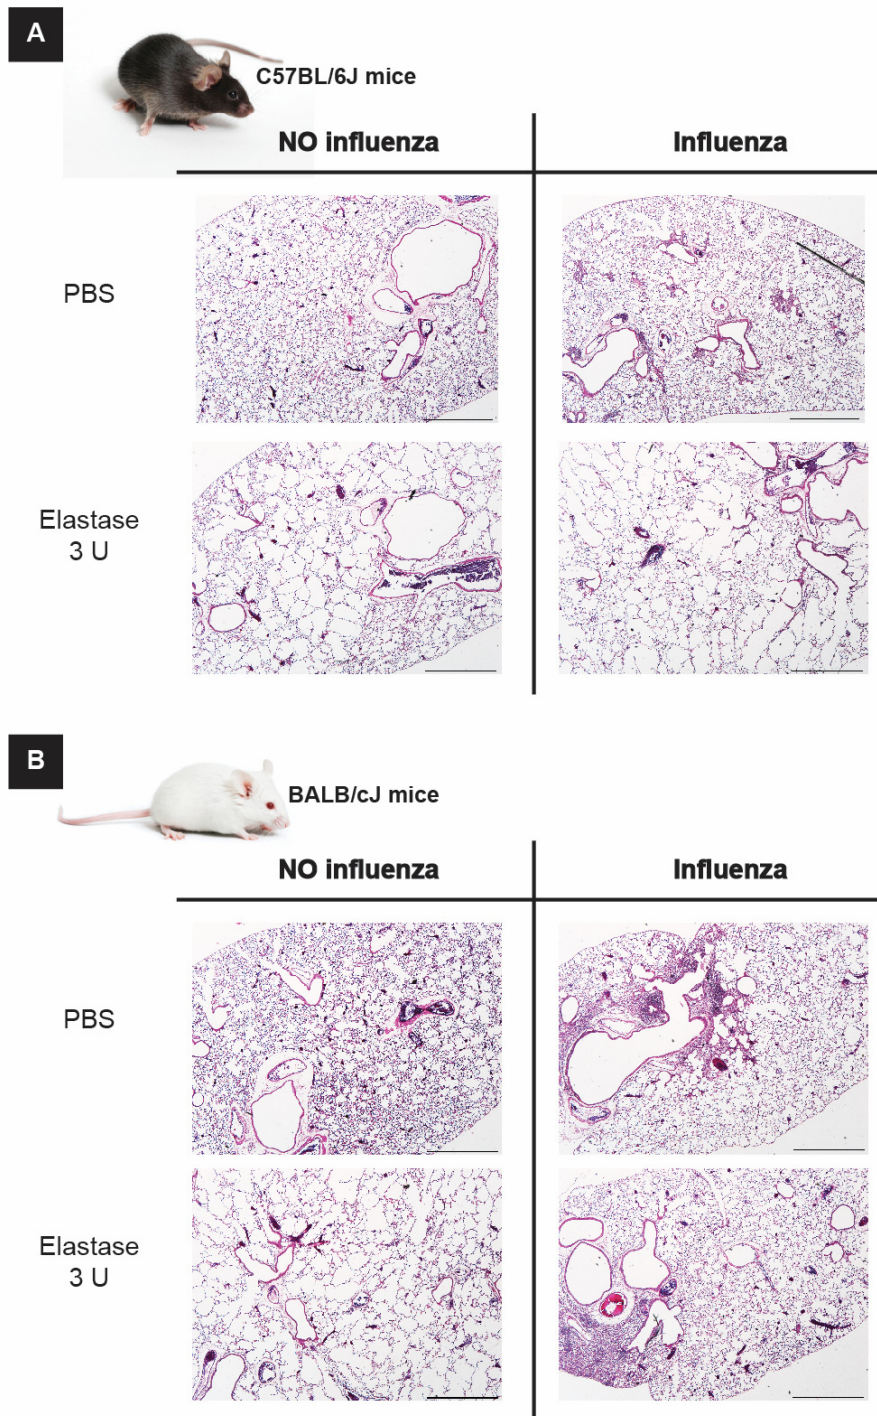 A
C57BL/6J mice
NO influenza
Influenza
PBS
Elastase
3 U
B
BALB/cJ mice
NO influenza
Influenza
PBS
Elastase
3 U